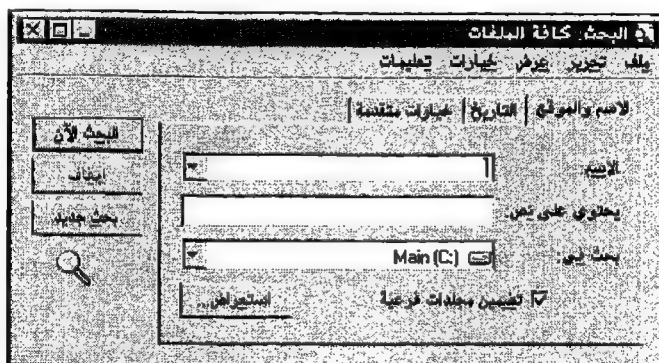 البحث: كافة الملفات
ملف تحرير عرض خيارات تعليمات
الاسم والموقع التاريخ خيارات متقدمة
الاسم:
يحتوي على نص:
بحث في: Main (C:)
تضمين مجلدات فرعية
استعراض...
البحث الآن
إيقاف
بحث جديد